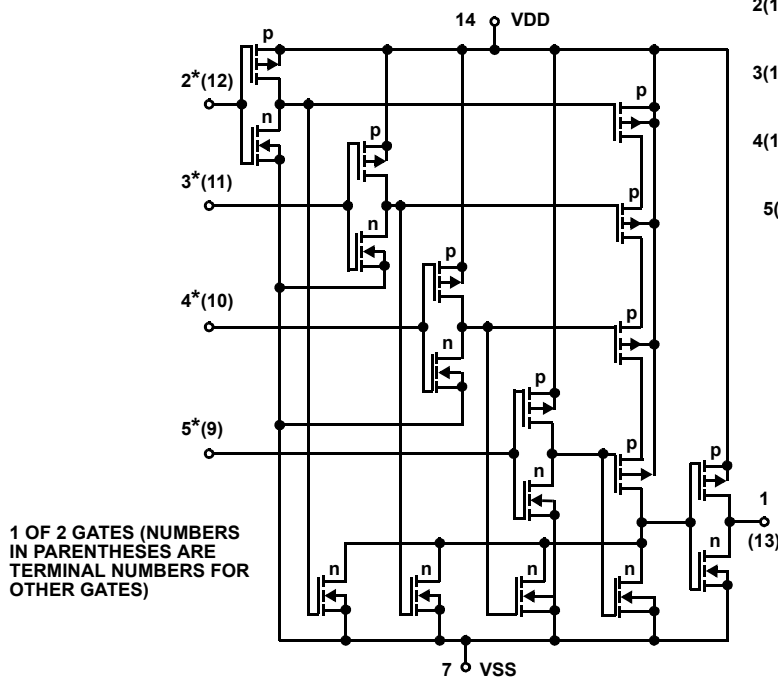 14 VDD
2(1
p
2*(12)
3(1
p
n
p
4(1
3*(11)
p
5(
n
p
4*(10)
p
n
p
5*(9)
p
n
p
1
(13)
1 OF 2 GATES (NUMBERS
IN PARENTHESES ARE
TERMINAL NUMBERS FOR
OTHER GATES)
n
n
n
n
n
7 VSS